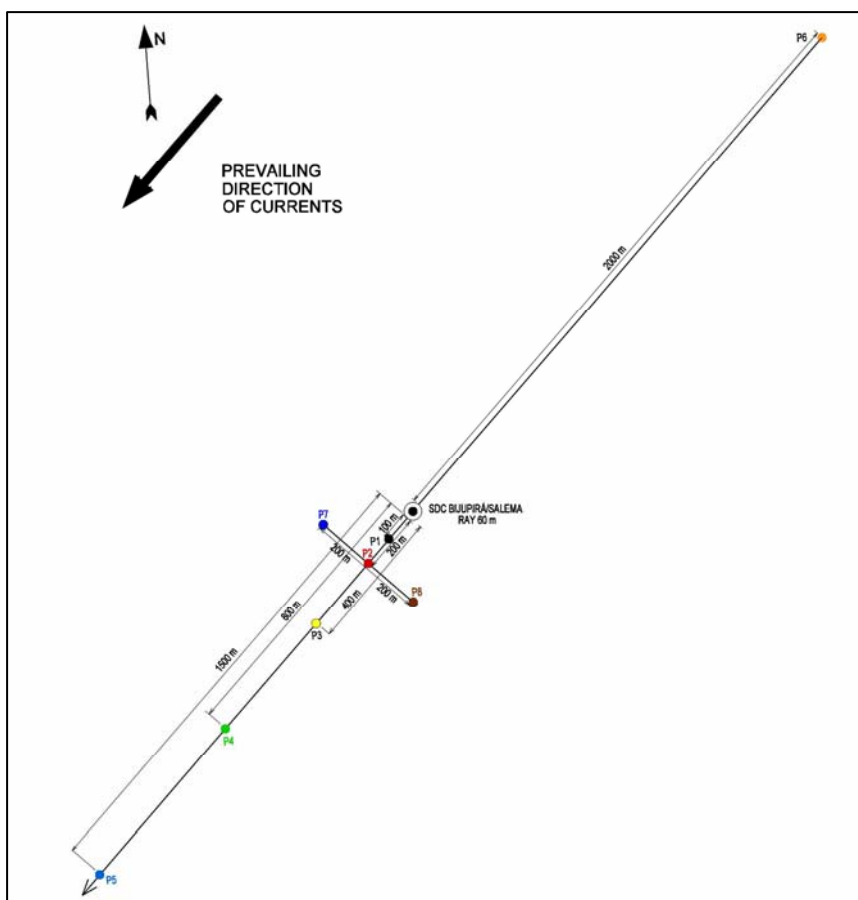 P6
N
PREVAILING
DIRECTION
OF CURRENTS
2000 m
SDC BIJUPIRÁ/SALEMA
RAY 60 m
P7
100 m
P1
200 m
P2
200 m
P8
200 m
400 m
800 m
P3
1500 m
P4
P5